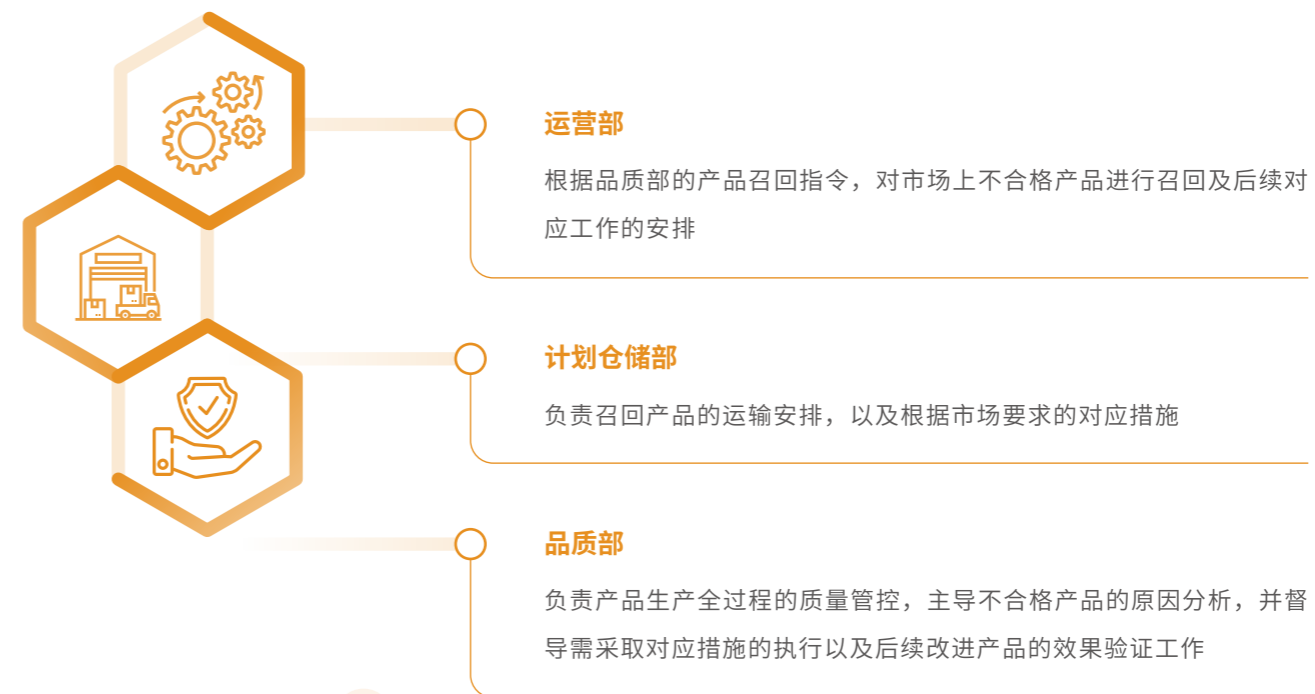 运营部
根据品质部的产品召回指令，对市场上不合格产品进行召回及后续对
应工作的安排
计划仓储部
负责召回产品的运输安排，以及根据市场要求的对应措施
品质部
负责产品生产全过程的质量管控，主导不合格产品的原因分析，并督
导需采取对应措施的执行以及后续改进产品的效果验证工作